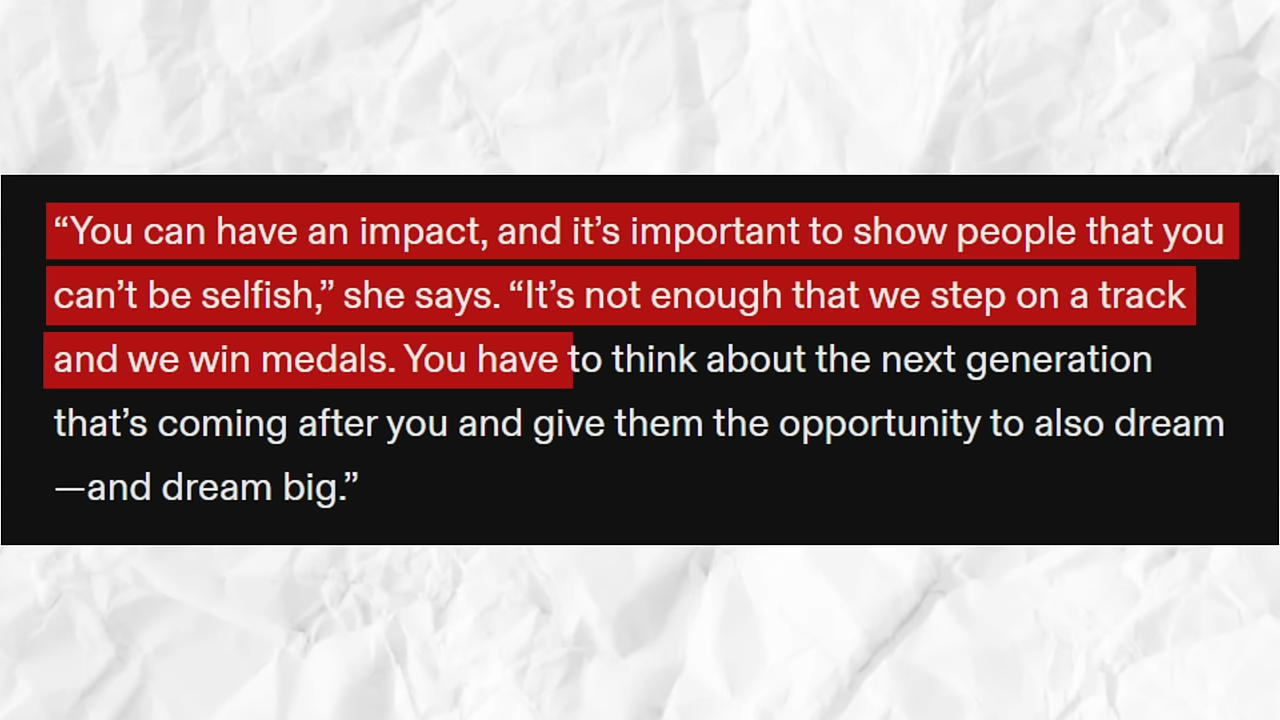 “You can have an impact, and it’s important to show people that you
can’t be selfish,” she says. “It’s not enough that we step on a track
and we win medals. You have to think about the next generation
that’s coming after you and give them the opportunity to also dream
—and dream big.”